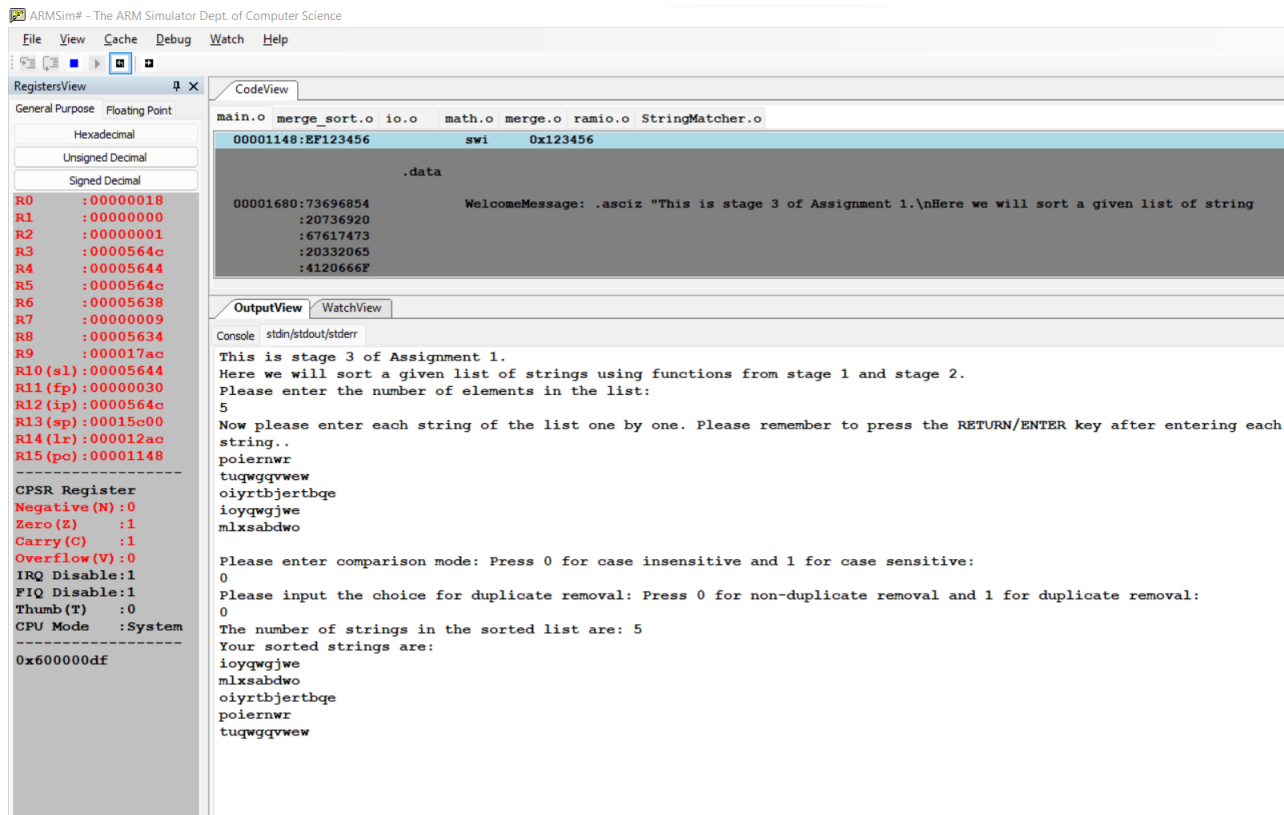 ARMSim# - The ARM Simulator Dept. of Computer Science
File View Cache Debug Watch Help
RegistersView
General Purpose Floating Point
Hexadecimal
Unsigned Decimal
Signed Decimal
R0 :00000018
R1 :00000000
R2 :00000001
R3 :0000564c
R4 :00005644
R5 :0000564c
R6 :00005638
R7 :00000009
R8 :00005634
R9 :000017ac
R10(sl):00005644
R11(fp):00000030
R12(ip):0000564c
R13(sp):00015c00
R14(lr):000012ac
R15(pc):00001148
--------------------
CPSR Register
Negative(N):0
Zero(Z) :1
Carry(C) :1
Overflow(V):0
IRQ Disable:1
FIQ Disable:1
Thumb(T) :0
CPU Mode :System
--------------------
0x600000df
CodeView
main.o merge_sort.o io.o math.o merge.o ramio.o StringMatcher.o
00001148:EF123456 swi 0x123456
.data
00001680:73696854 WelcomeMessage: .asciz "This is stage 3 of Assignment 1.\nHere we will sort a given list of string
:20736920
:67617473
:20332065
:4120666F
OutputView WatchView
Console stdin/stdout/stderr
This is stage 3 of Assignment 1.
Here we will sort a given list of strings using functions from stage 1 and stage 2.
Please enter the number of elements in the list:
5
Now please enter each string of the list one by one. Please remember to press the RETURN/ENTER key after entering each
string..
poiernwr
tuqwgqvwew
oiyrtbjertbqe
ioyqwgjwe
mlxsabdwo
Please enter comparison mode: Press 0 for case insensitive and 1 for case sensitive:
0
Please input the choice for duplicate removal: Press 0 for non-duplicate removal and 1 for duplicate removal:
0
The number of strings in the sorted list are: 5
Your sorted strings are:
ioyqwgjwe
mlxsabdwo
oiyrtbjertbqe
poiernwr
tuqwgqvwew